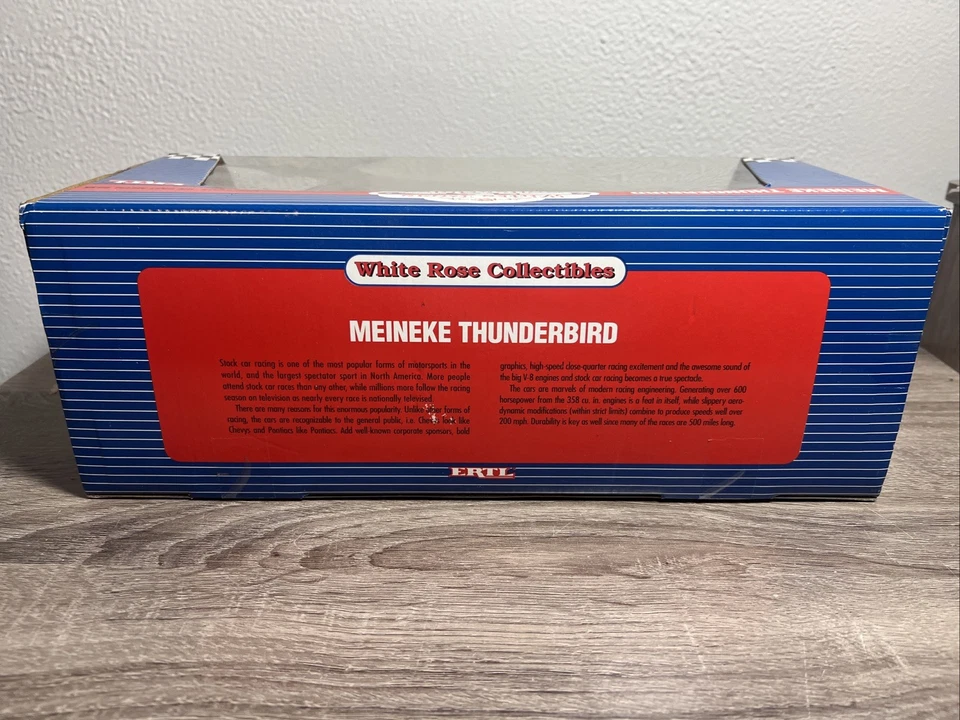 MEINEKE THUNDERBIRD
White Rose Collectibles
MEINEKE THUNDERBIRD
Stock car racing is one of the most popular forms of motorsports in the
world, and the largest spectator sport in North America. More people
attend stock car races than any other, while millions more follow the racing
season on television as nearly every race is nationally televised.
There are many reasons for this enormous popularity. Unlike other forms of
racing, the cars are recognizable to the general public, i.e. Chevys look like
Chevys and Pontiacs like Pontiacs. Add well-known corporate sponsors, bold
graphics, high-speed close-quarter racing excitement and the awesome sound of
the big V-8 engines and stock car racing becomes a true spectacle.
The cars are marvels of modern racing engineering. Generating over 600
horsepower from the 358 cu. in. engines is a feat in itself, while slippery aero-
dynamic modifications (within strict limits) combine to produce speeds well over
200 mph. Durability is key as well since many of the races are 500 miles long.
ERTL